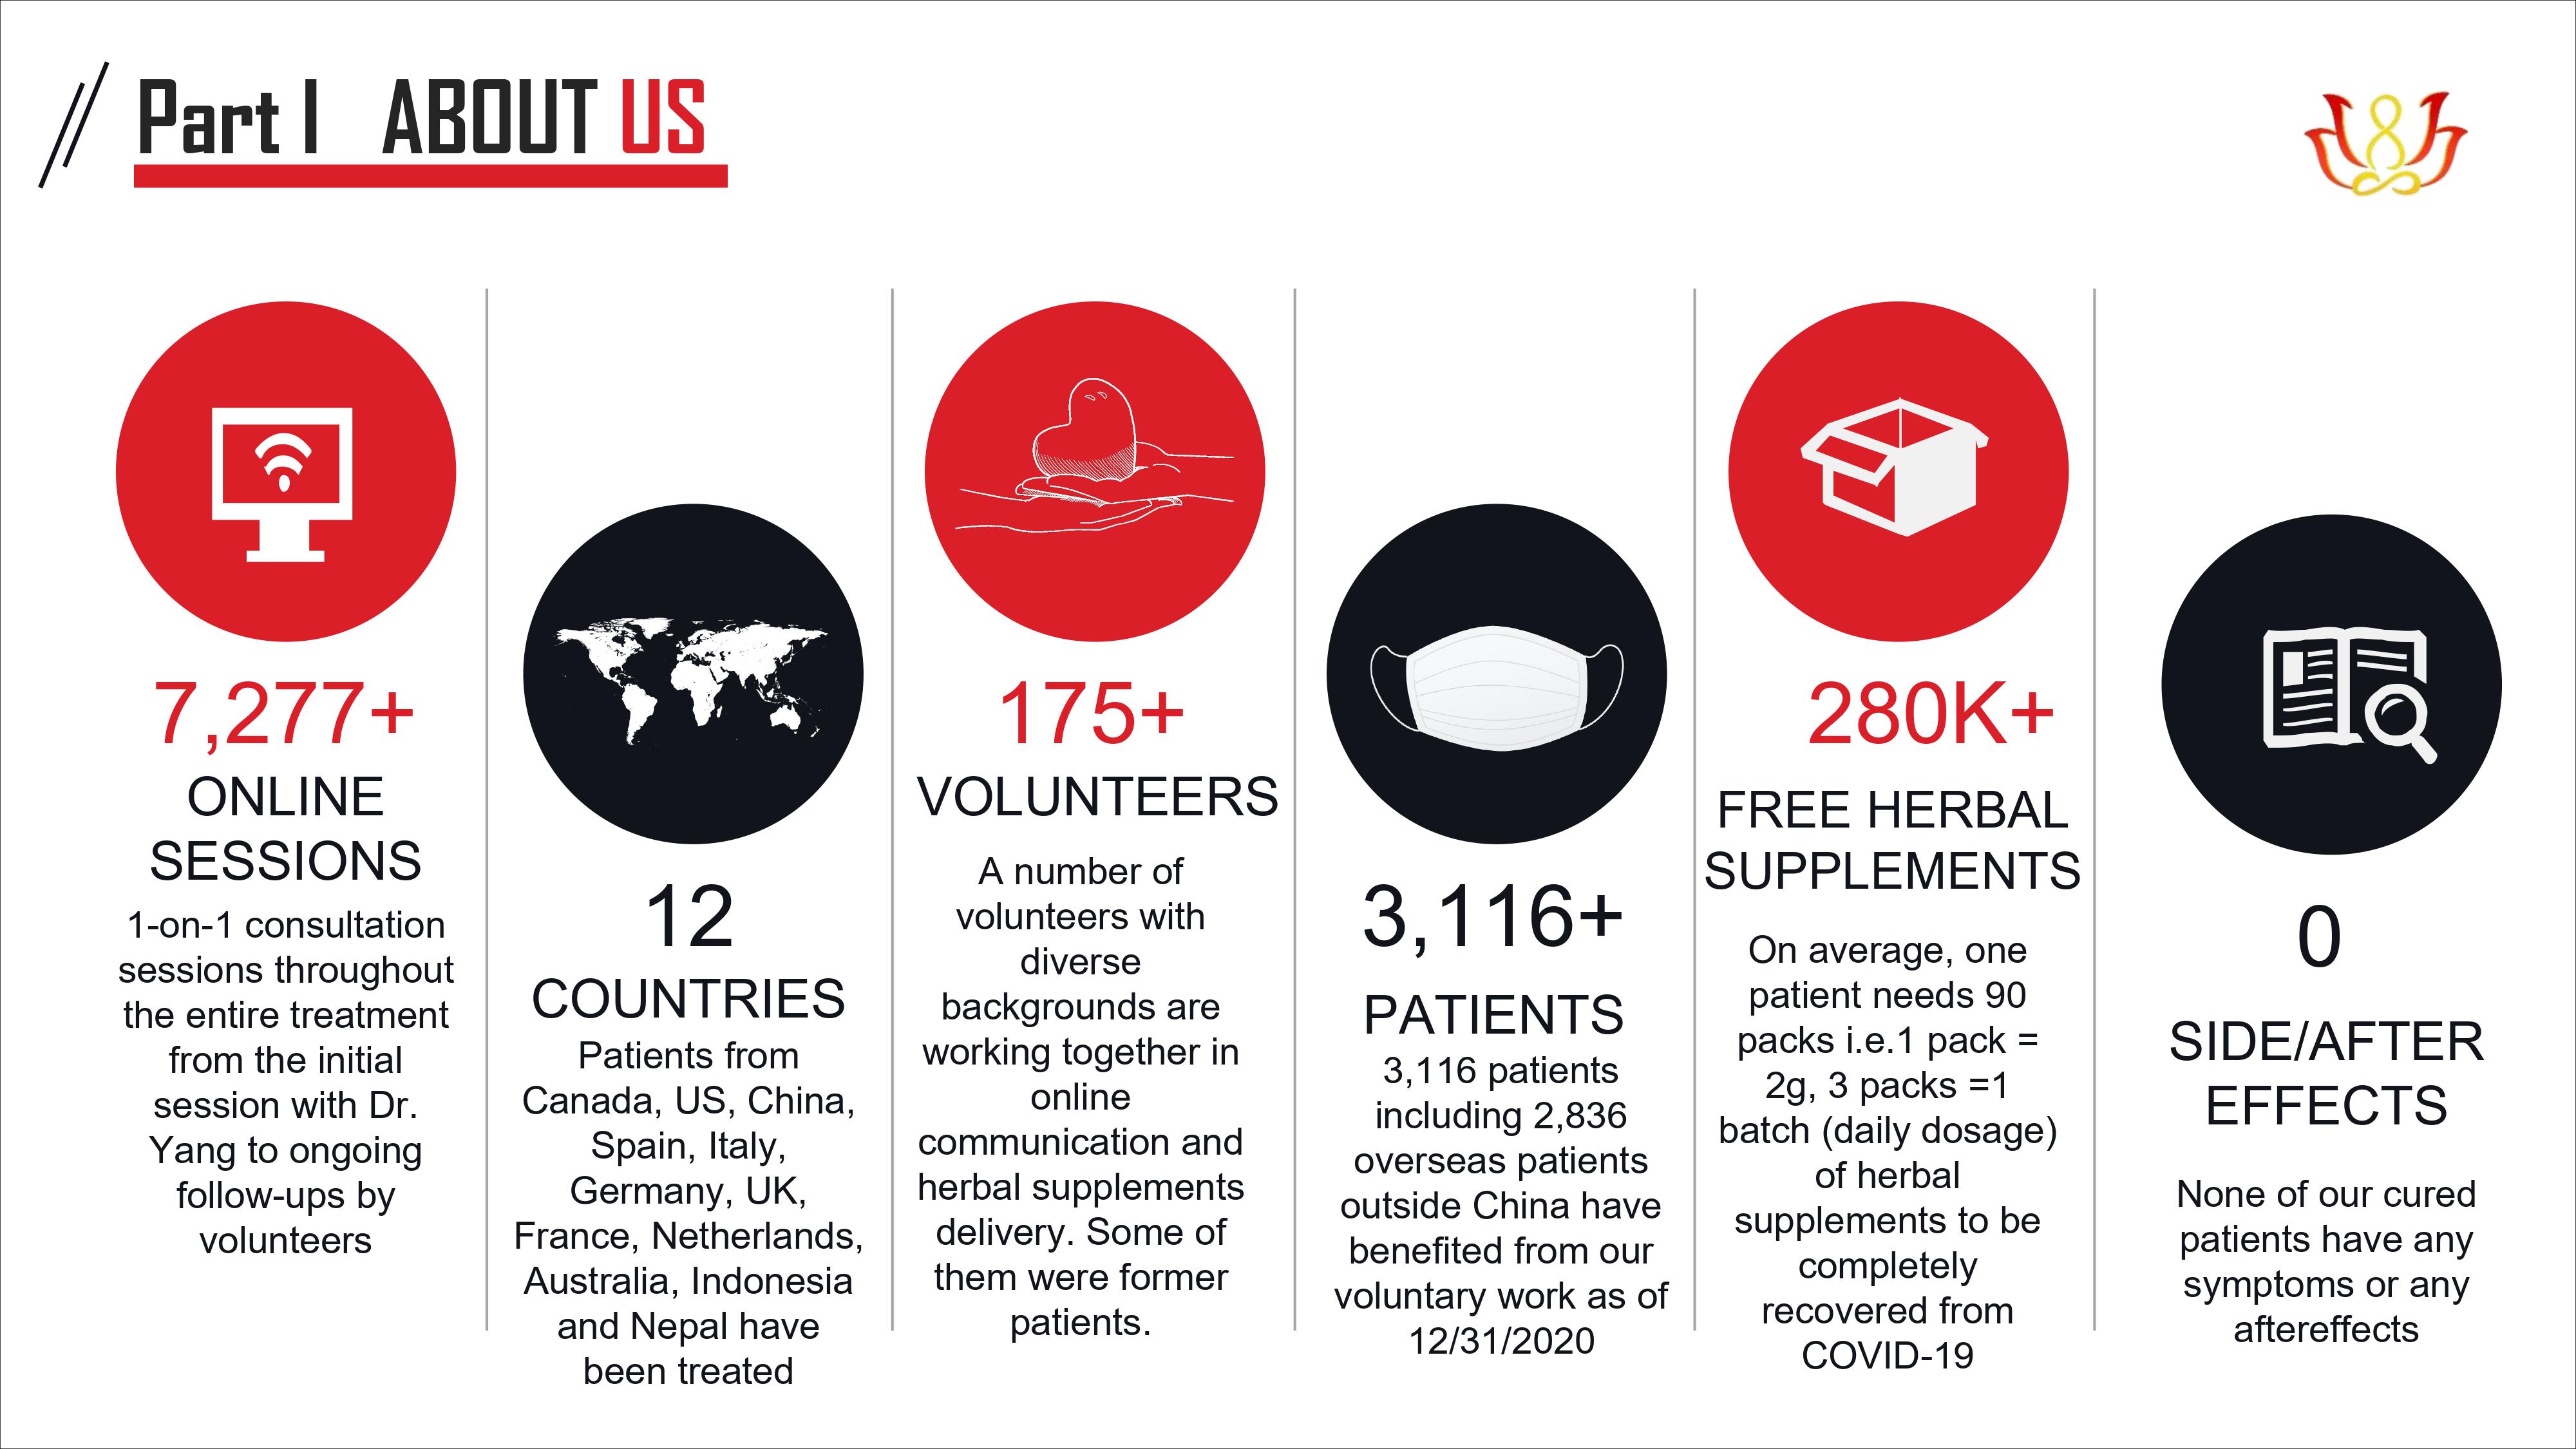 Part I ABOUT US
7,277+
ONLINE
SESSIONS
1-on-1 consultation
sessions throughout
the entire treatment
from the initial
session with Dr.
Yang to ongoing
follow-ups by
volunteers
12
COUNTRIES
Patients from
Canada, US, China,
Spain, Italy,
Germany, UK,
France, Netherlands,
Australia, Indonesia
and Nepal have
been treated
175+
VOLUNTEERS
A number of
volunteers with
diverse
backgrounds are
working together in
online
communication and
herbal supplements
delivery. Some of
them were former
patients.
3,116+
PATIENTS
3,116 patients
including 2,836
overseas patients
outside China have
benefited from our
voluntary work as of
12/31/2020
280K+
FREE HERBAL
SUPPLEMENTS
On average, one
patient needs 90
packs i.e.1 pack =
2g, 3 packs =1
batch (daily dosage)
of herbal
supplements to be
completely
recovered from
COVID-19
0
SIDE/AFTER
EFFECTS
None of our cured
patients have any
symptoms or any
aftereffects